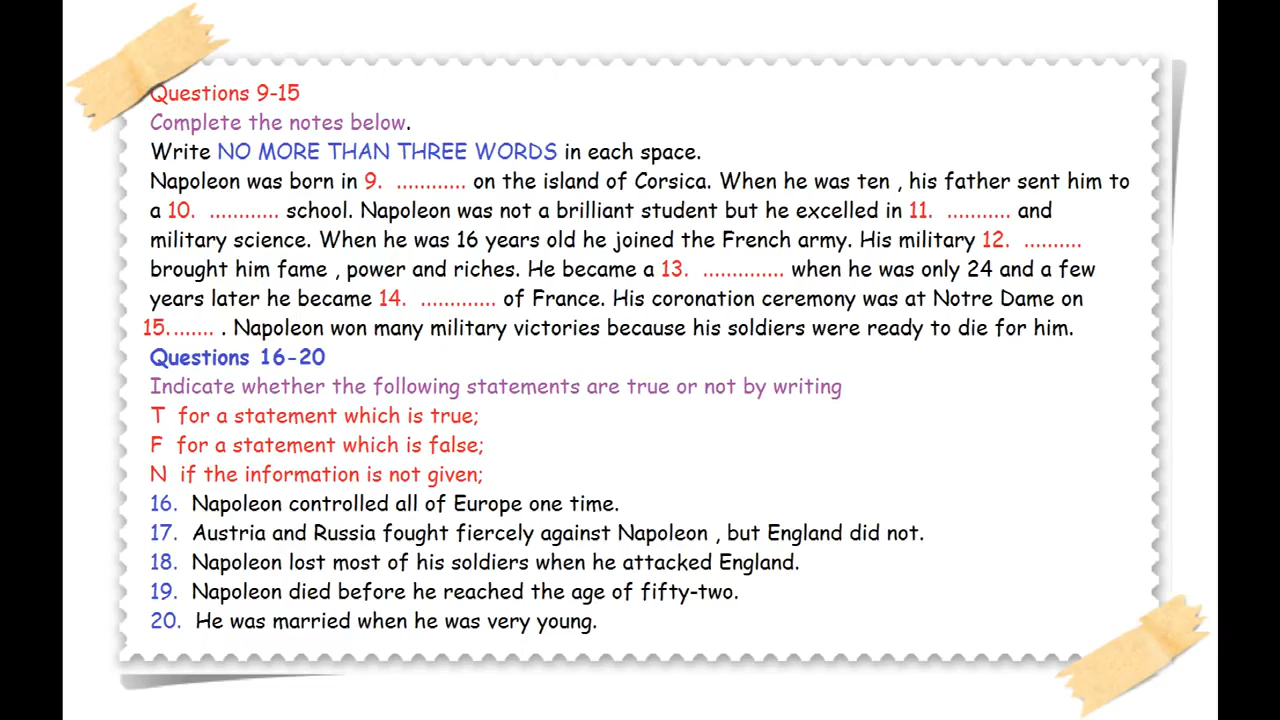 Questions 9-15
Complete the notes below.
Write NO MORE THAN THREE WORDS in each space.
Napoleon was born in 9. ............ on the island of Corsica. When he was ten , his father sent him to
a 10. ............ school. Napoleon was not a brilliant student but he excelled in 11. ........... and
military science. When he was 16 years old he joined the French army. His military 12. ..........
brought him fame , power and riches. He became a 13. .............. when he was only 24 and a few
years later he became 14. ............. of France. His coronation ceremony was at Notre Dame on
15........ . Napoleon won many military victories because his soldiers were ready to die for him.
Questions 16-20
Indicate whether the following statements are true or not by writing
T for a statement which is true;
F for a statement which is false;
N if the information is not given;
16. Napoleon controlled all of Europe one time.
17. Austria and Russia fought fiercely against Napoleon , but England did not.
18. Napoleon lost most of his soldiers when he attacked England.
19. Napoleon died before he reached the age of fifty-two.
20. He was married when he was very young.